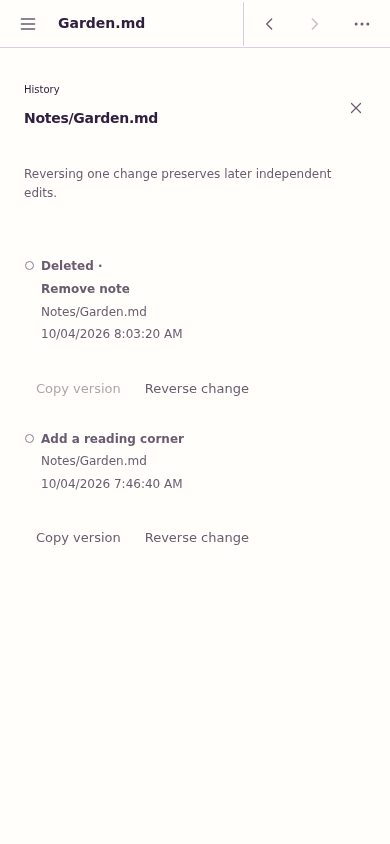 Garden.md
History
Notes/Garden.md
Reversing one change preserves later independent
edits.
Deleted ·
Remove note
Notes/Garden.md
10/04/2026 8:03:20 AM
Copy version Reverse change
Add a reading corner
Notes/Garden.md
10/04/2026 7:46:40 AM
Copy version Reverse change